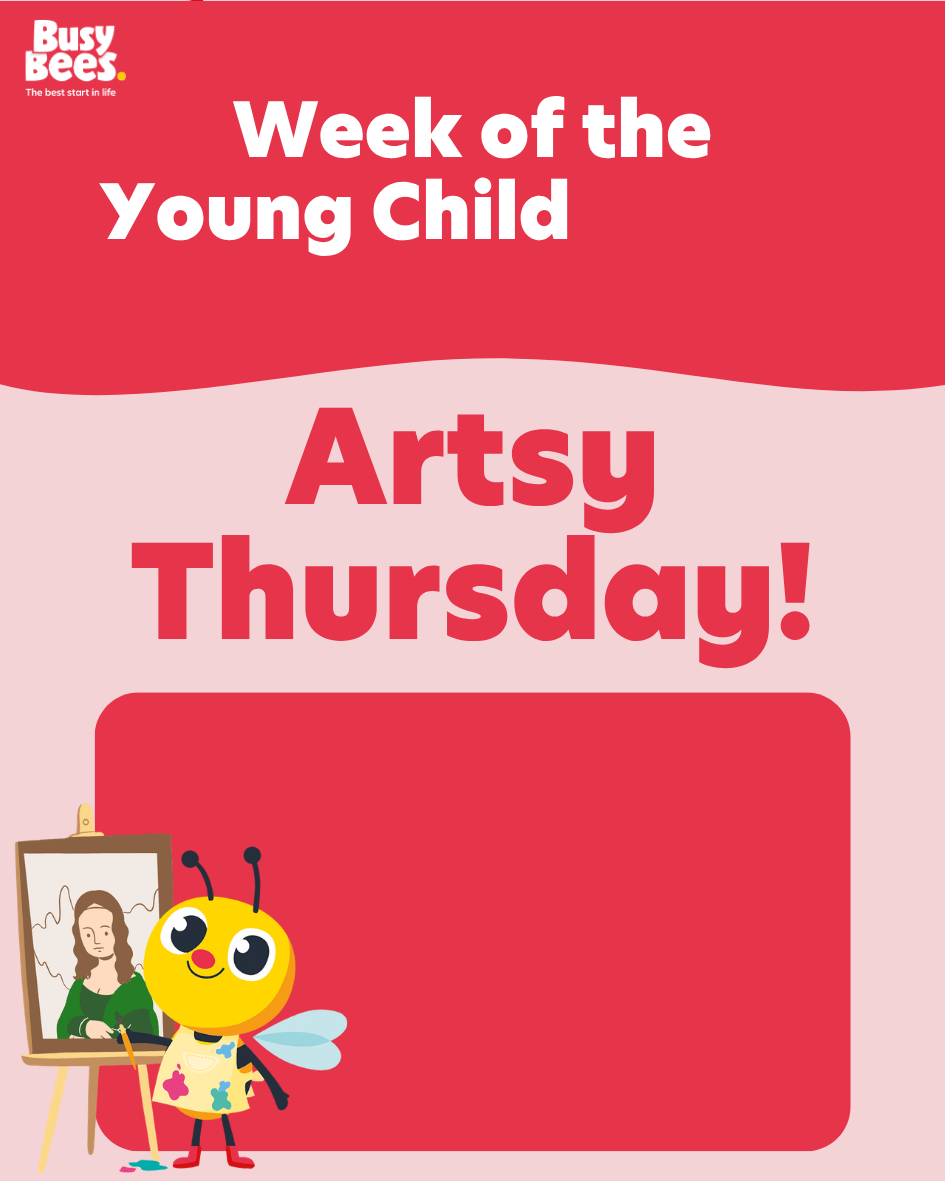 Busy
Bees.
The best start in life
Week of the
Young Child
Artsy
Thursday!